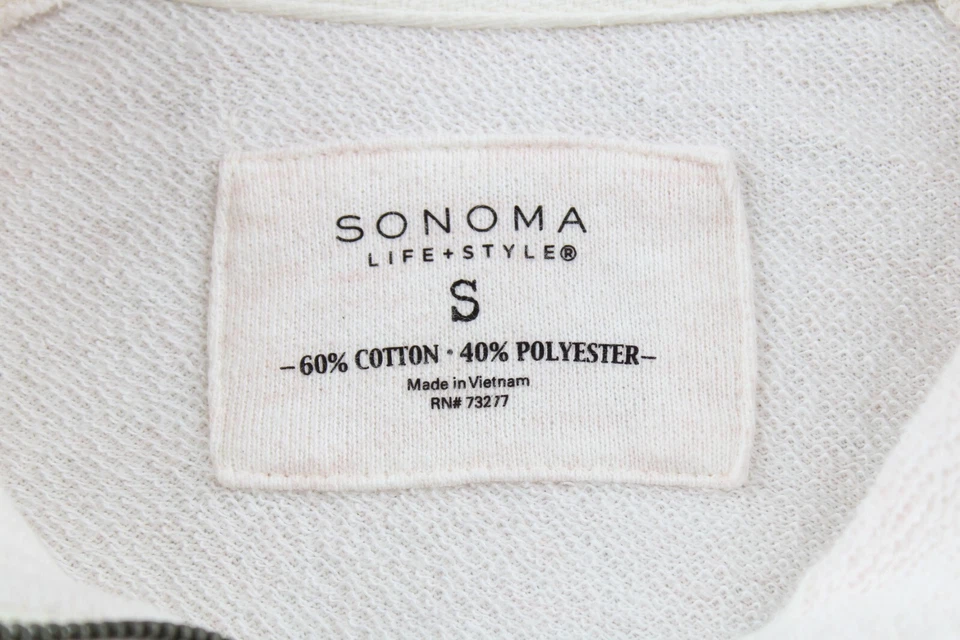 SONOMA
LIFE+STYLE®
S
-60% COTTON · 40% POLYESTER-
Made in Vietnam
RN# 73277